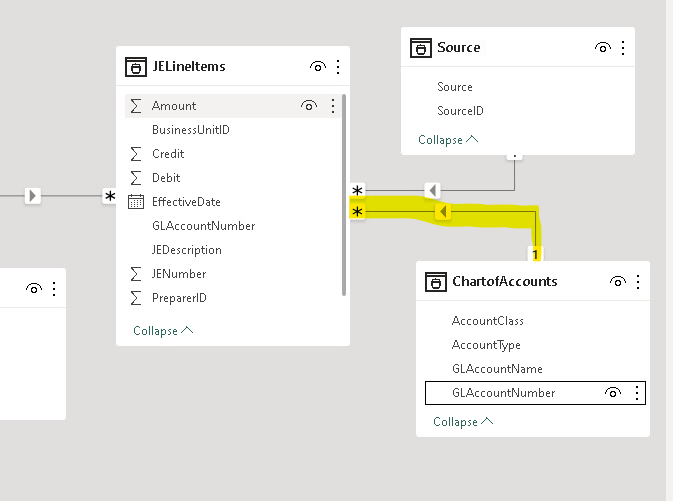 JELineItems
Amount
BusinessUnitID
Credit
Debit
EffectiveDate
GLAccountNumber
JEDescription
JENumber
PreparerID
Collapse
Source
Source
SourceID
Collapse
*
*
*
1
ChartofAccounts
AccountClass
AccountType
GLAccountName
GLAccountNumber
Collapse